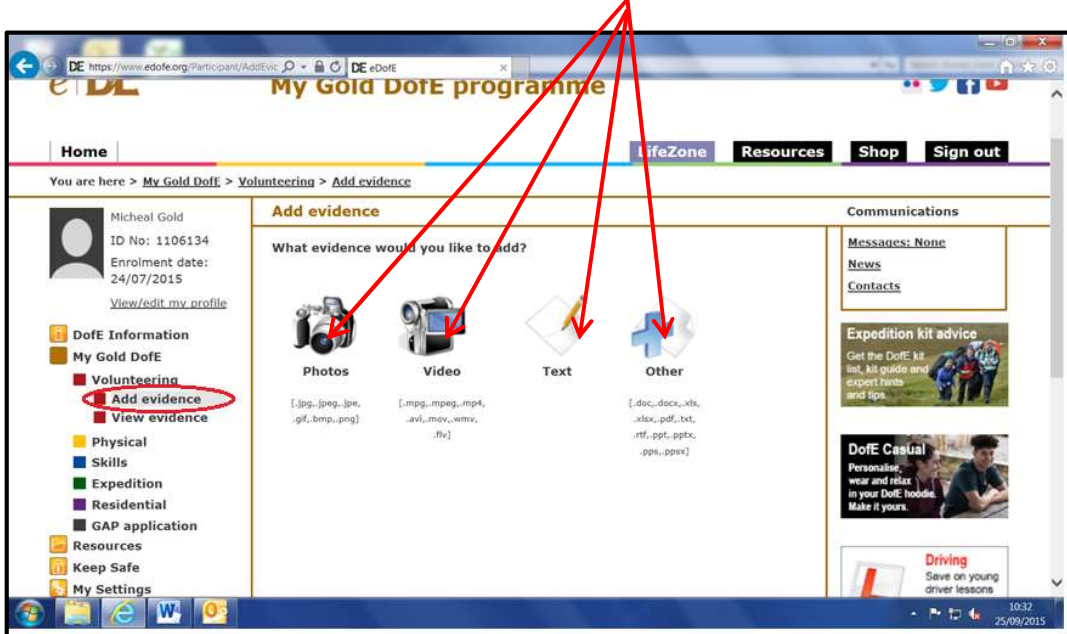 https://www.edofe.org/Participant/AddEvic
DE eDofE
e DE
My Gold DofE programme
Home
LifeZone
Resources
Shop
Sign out
You are here > My Gold DofE > Volunteering > Add evidence
Micheal Gold
ID No: 1106134
Enrolment date:
24/07/2015
View/edit my profile
DofE Information
My Gold DofE
Volunteering
Add evidence
View evidence
Physical
Skills
Expedition
Residential
GAP application
Resources
Keep Safe
My Settings
Add evidence
What evidence would you like to add?
Photos
[.jpg,.jpeg,.jpe,
.gif,.bmp,.png]
Video
[.mpg,.mpeg,.mp4,
.avi,.mov,.wmv,
.flv]
Text
Other
[.doc,.docx,.xls,
.xlsx,.pdf,.txt,
.rtf,.ppt,.pptx,
.pps,.ppsx]
Communications
Messages: None
News
Contacts
Expedition kit advice
Get the DofE kit
list, kit guide and
expert hints
and tips
DofE Casual
Personalise,
wear and relax
in your DofE hoodie.
Make it yours.
Driving
Save on young
driver lessons
10:32
25/09/2015